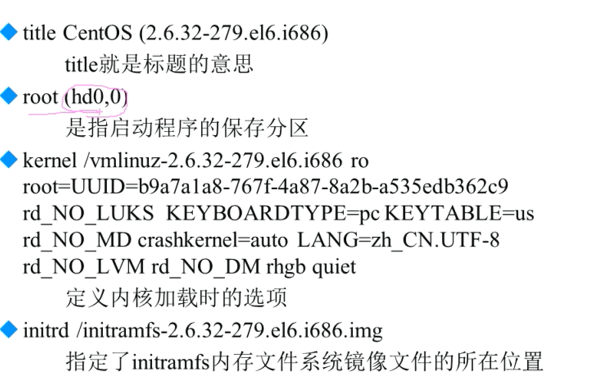 title CentOS (2.6.32-279.el6.i686)
title就是标题的意思
root (hd0,0)
是指启动程序的保存分区
kernel /vmlinuz-2.6.32-279.el6.i686 ro
root=UUID=b9a7a1a8-767f-4a87-8a2b-a535edb362c9
rd_NO_LUKS KEYBOARDTYPE=pc KEYTABLE=us
rd_NO_MD crashkernel=auto LANG=zh_CN.UTF-8
rd_NO_LVM rd_NO_DM rhgb quiet
定义内核加载时的选项
initrd /initramfs-2.6.32-279.el6.i686.img
指定了initramfs内存文件系统镜像文件的所在位置